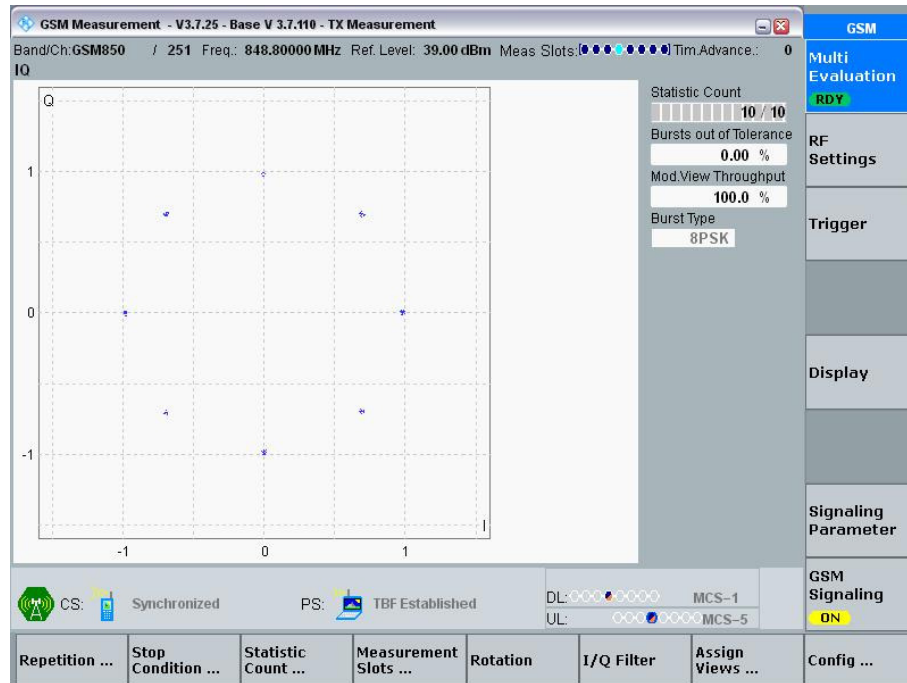 GSM Measurement - V3.7.25 - Base V 3.7.110 - TX Measurement
Band/Ch:GSM850 / 251 Freq.: 848.80000 MHz Ref. Level: 39.00 dBm Meas Slots: Tim.Advance.: 0
IQ
Q
1
0
-1
-1 0 1
I
Statistic Count
10 / 10
Bursts out of Tolerance
0.00 %
Mod.View Throughput
100.0 %
Burst Type
8PSK
GSM
Multi
Evaluation
RDY
RF
Settings
Trigger
Display
Signaling
Parameter
GSM
Signaling
ON
CS: Synchronized PS: TBF Established
DL: MCS-1
UL: MCS-5
Repetition ...
Stop
Condition ...
Statistic
Count ...
Measurement
Slots ...
Rotation
I/Q Filter
Assign
Views ...
Config ...